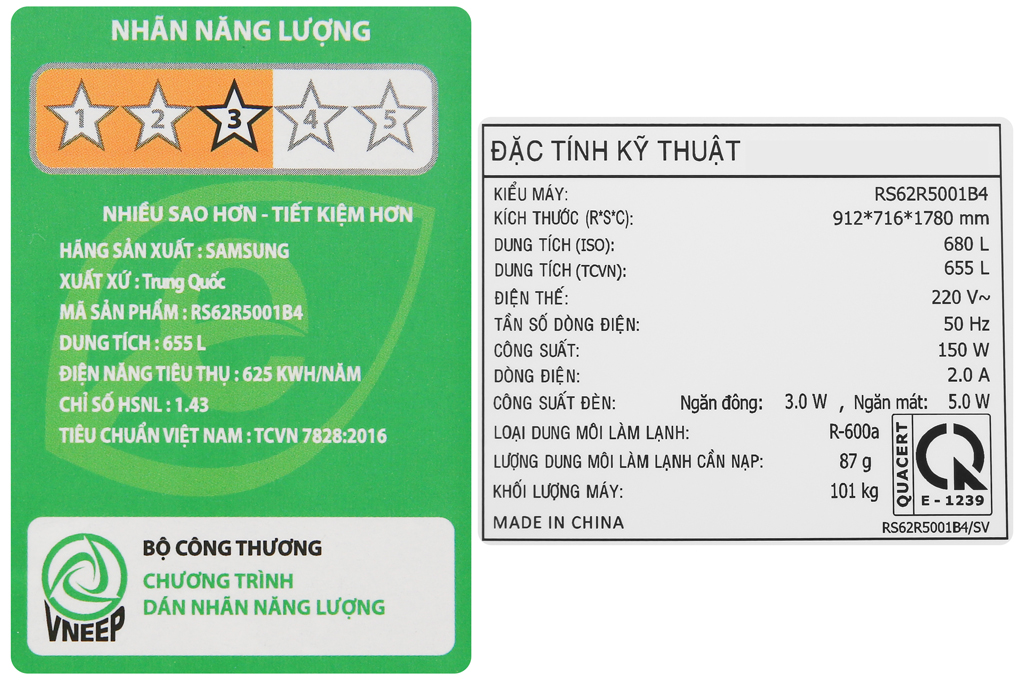 NHÃN NĂNG LƯỢNG
1 2 3 4 5
NHIỀU SAO HƠN - TIẾT KIỆM HƠN
HÃNG SẢN XUẤT : SAMSUNG
XUẤT XỨ : Trung Quốc
MÃ SẢN PHẨM : RS62R5001B4
DUNG TÍCH : 655 L
ĐIỆN NĂNG TIÊU THỤ : 625 KWH/NĂM
CHỈ SỐ HSNL : 1.43
TIÊU CHUẨN VIỆT NAM : TCVN 7828:2016
BỘ CÔNG THƯƠNG
CHƯƠNG TRÌNH
DÁN NHÃN NĂNG LƯỢNG
VNEEP
ĐẶC TÍNH KỸ THUẬT
KIỂU MÁY: RS62R5001B4
KÍCH THƯỚC (R*S*C): 912*716*1780 mm
DUNG TÍCH (ISO): 680 L
DUNG TÍCH (TCVN): 655 L
ĐIỆN THẾ: 220 V~
TẦN SỐ DÒNG ĐIỆN: 50 Hz
CÔNG SUẤT: 150 W
DÒNG ĐIỆN: 2.0 A
CÔNG SUẤT ĐÈN: Ngăn đông: 3.0 W , Ngăn mát: 5.0 W
LOẠI DUNG MÔI LÀM LẠNH: R-600a
LƯỢNG DUNG MÔI LÀM LẠNH CẦN NẠP: 87 g
KHỐI LƯỢNG MÁY: 101 kg
MADE IN CHINA
QUACERT
E - 1239
RS62R5001B4/SV